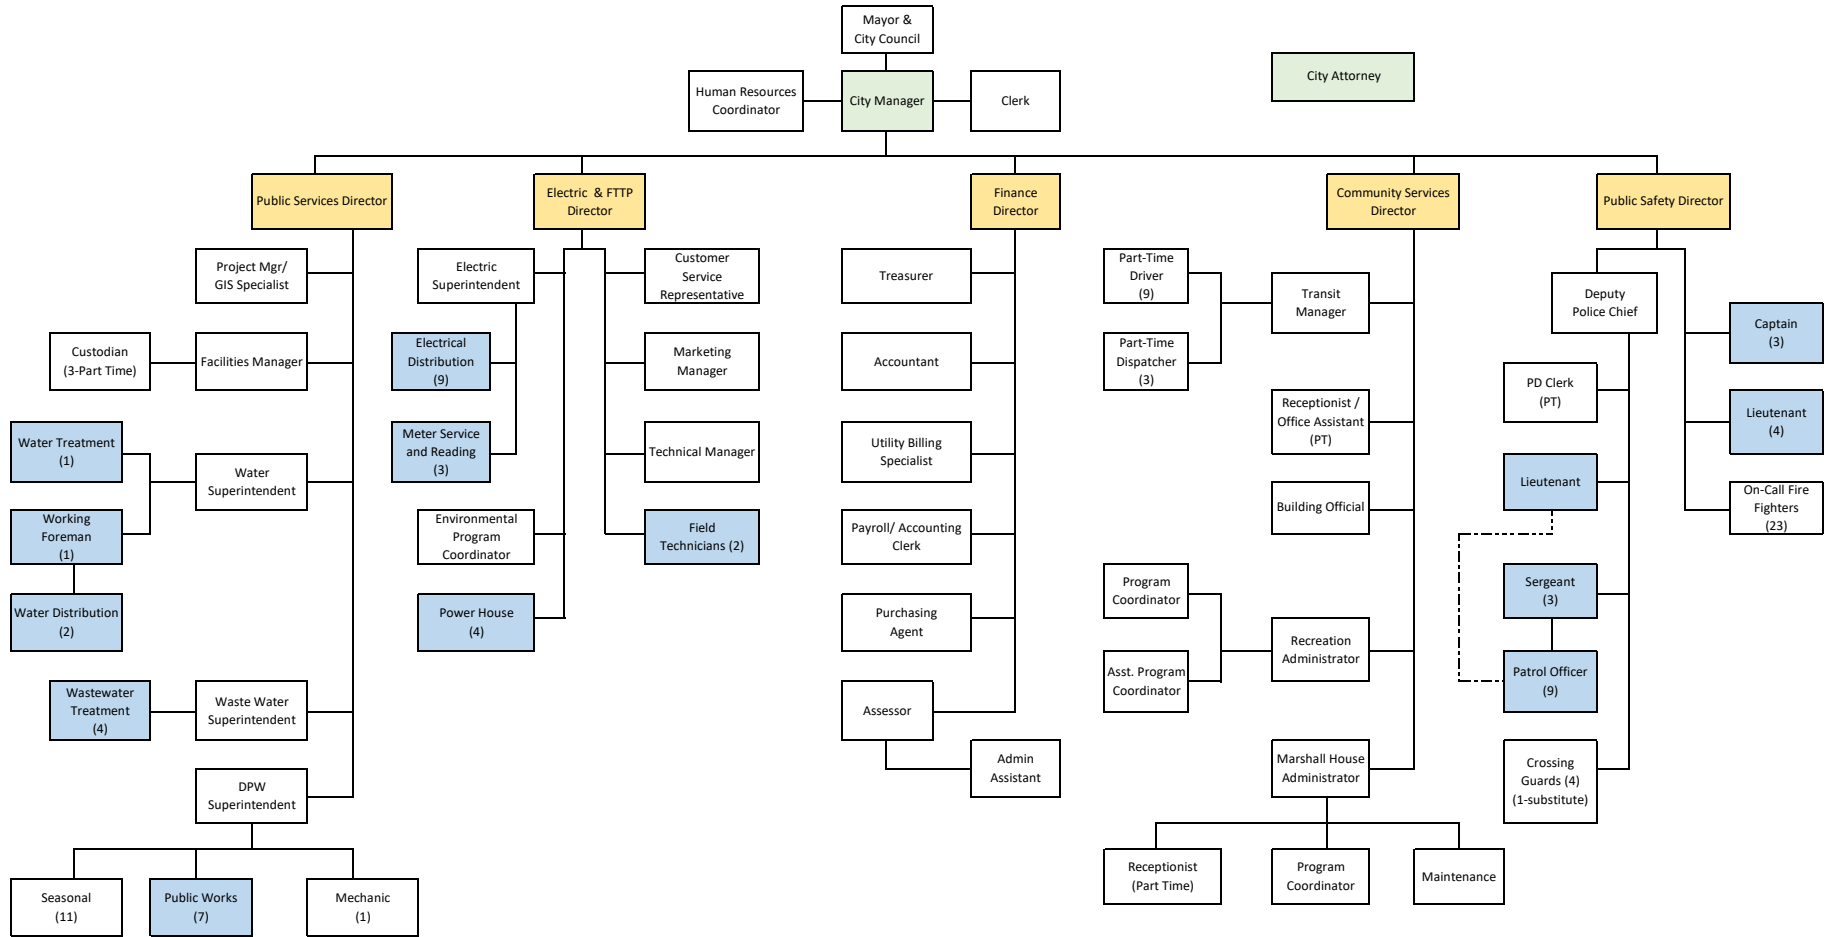 Mayor &
City Council
City Attorney
Human Resources
Coordinator
City Manager
Clerk
Public Services Director
Electric & FTTP
Director
Finance
Director
Community Services
Director
Public Safety Director
Project Mgr/
GIS Specialist
Custodian
(3-Part Time)
Facilities Manager
Water Treatment
(1)
Water
Superintendent
Working
Foreman
(1)
Water Distribution
(2)
Wastewater
Treatment
(4)
Waste Water
Superintendent
DPW
Superintendent
Seasonal
(11)
Public Works
(7)
Mechanic
(1)
Electric
Superintendent
Electrical
Distribution
(9)
Meter Service
and Reading
(3)
Environmental
Program
Coordinator
Power House
(4)
Customer
Service
Representative
Marketing
Manager
Technical Manager
Field
Technicians (2)
Treasurer
Accountant
Utility Billing
Specialist
Payroll/ Accounting
Clerk
Purchasing
Agent
Assessor
Admin
Assistant
Part-Time
Driver
(9)
Part-Time
Dispatcher
(3)
Transit
Manager
Receptionist /
Office Assistant
(PT)
Building Official
Program
Coordinator
Asst. Program
Coordinator
Recreation
Administrator
Marshall House
Administrator
Receptionist
(Part Time)
Program
Coordinator
Maintenance
Deputy
Police Chief
PD Clerk
(PT)
Lieutenant
Sergeant
(3)
Patrol Officer
(9)
Crossing
Guards (4)
(1-substitute)
Captain
(3)
Lieutenant
(4)
On-Call Fire
Fighters
(23)